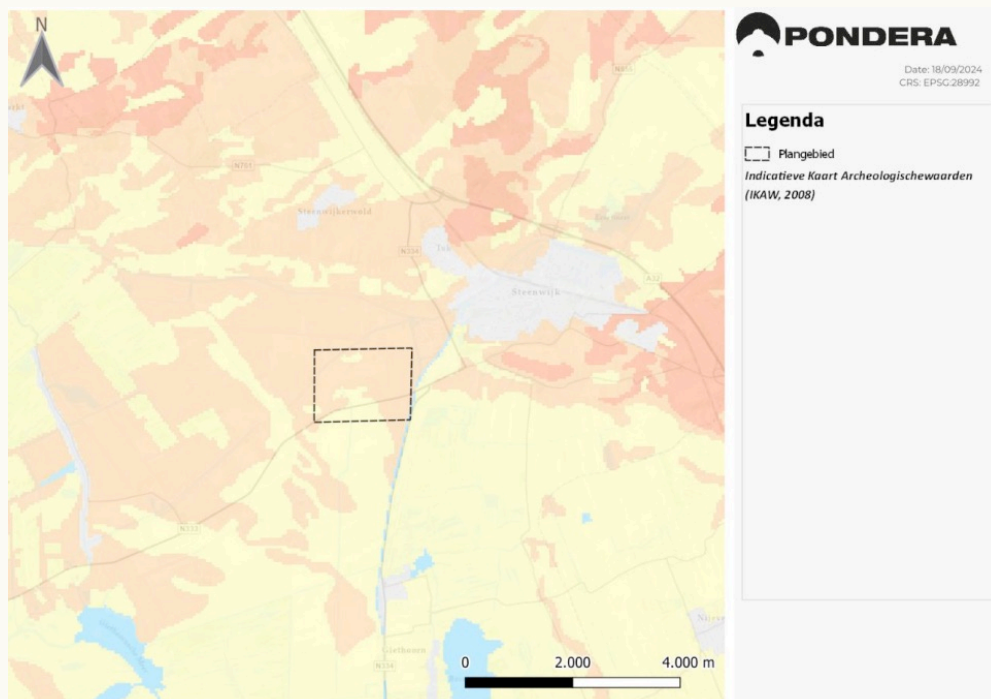 N
PONDERA
Date: 18/09/2024
CRS: EPSG:28992
Legenda
Plangebied
Indicatieve Kaart Archeologischewaarden
(IKAW, 2008)
Steenwijkerwold
Steenwijk
A32
N333
Giethoorn
N334
0 2.000 4.000 m